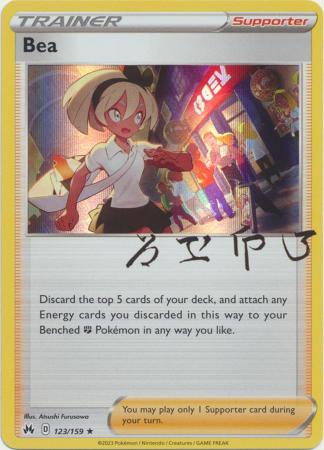 TRAINER Supporter
Bea
Discard the top 5 cards of your deck, and attach any
Energy cards you discarded in this way to your
Benched Pokémon in any way you like.
Illus. Atsushi Furusawa
D 123/159 ★
You may play only 1 Supporter card during
your turn.
©2023 Pokémon / Nintendo / Creatures / GAME FREAK